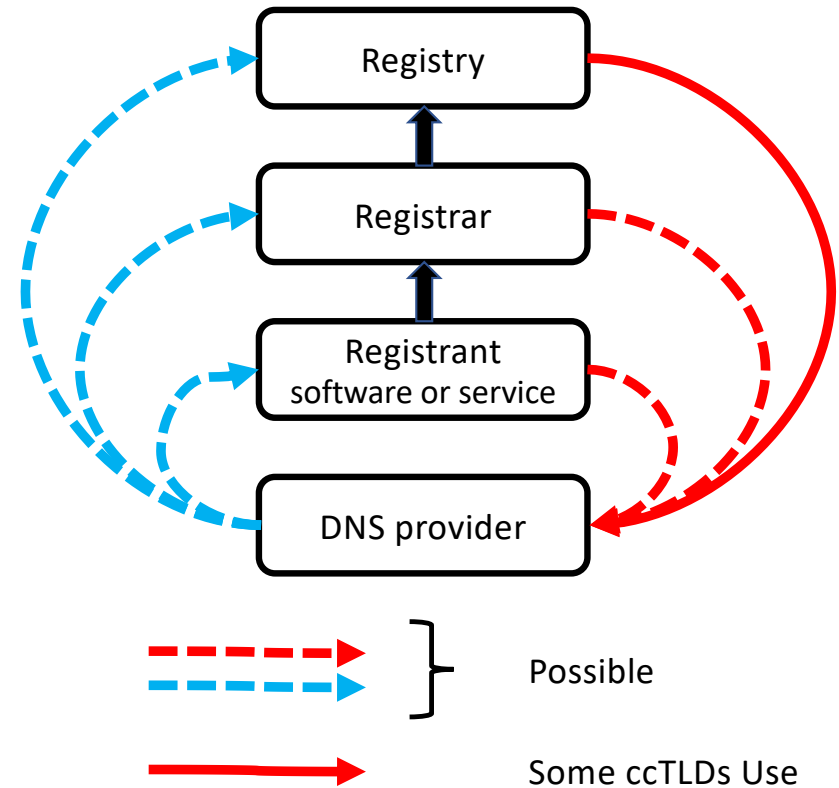 Registry
Registrar
Registrant
software or service
DNS provider
Possible
Some ccTLDs Use